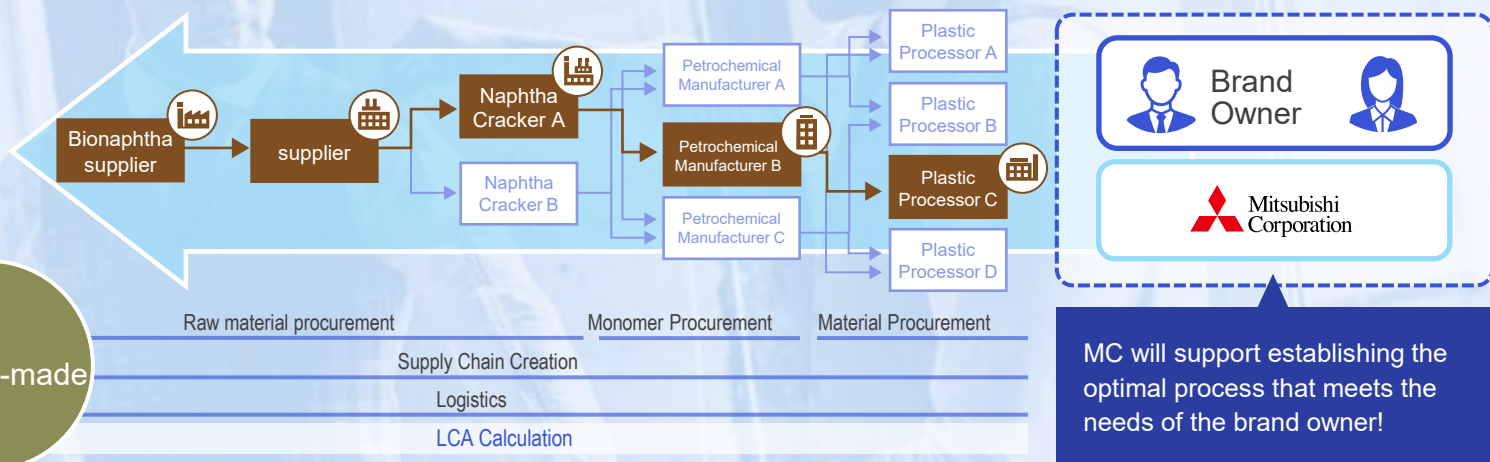 Bionaphtha
supplier
supplier
Naphtha
Cracker A
Naphtha
Cracker B
Petrochemical
Manufacturer A
Petrochemical
Manufacturer B
Petrochemical
Manufacturer C
Plastic
Processor A
Plastic
Processor B
Plastic
Processor C
Plastic
Processor D
Brand
Owner
Mitsubishi
Corporation
Raw material procurement
Monomer Procurement
Material Procurement
Supply Chain Creation
-made
Logistics
LCA Calculation
MC will support establishing the
optimal process that meets the
needs of the brand owner!